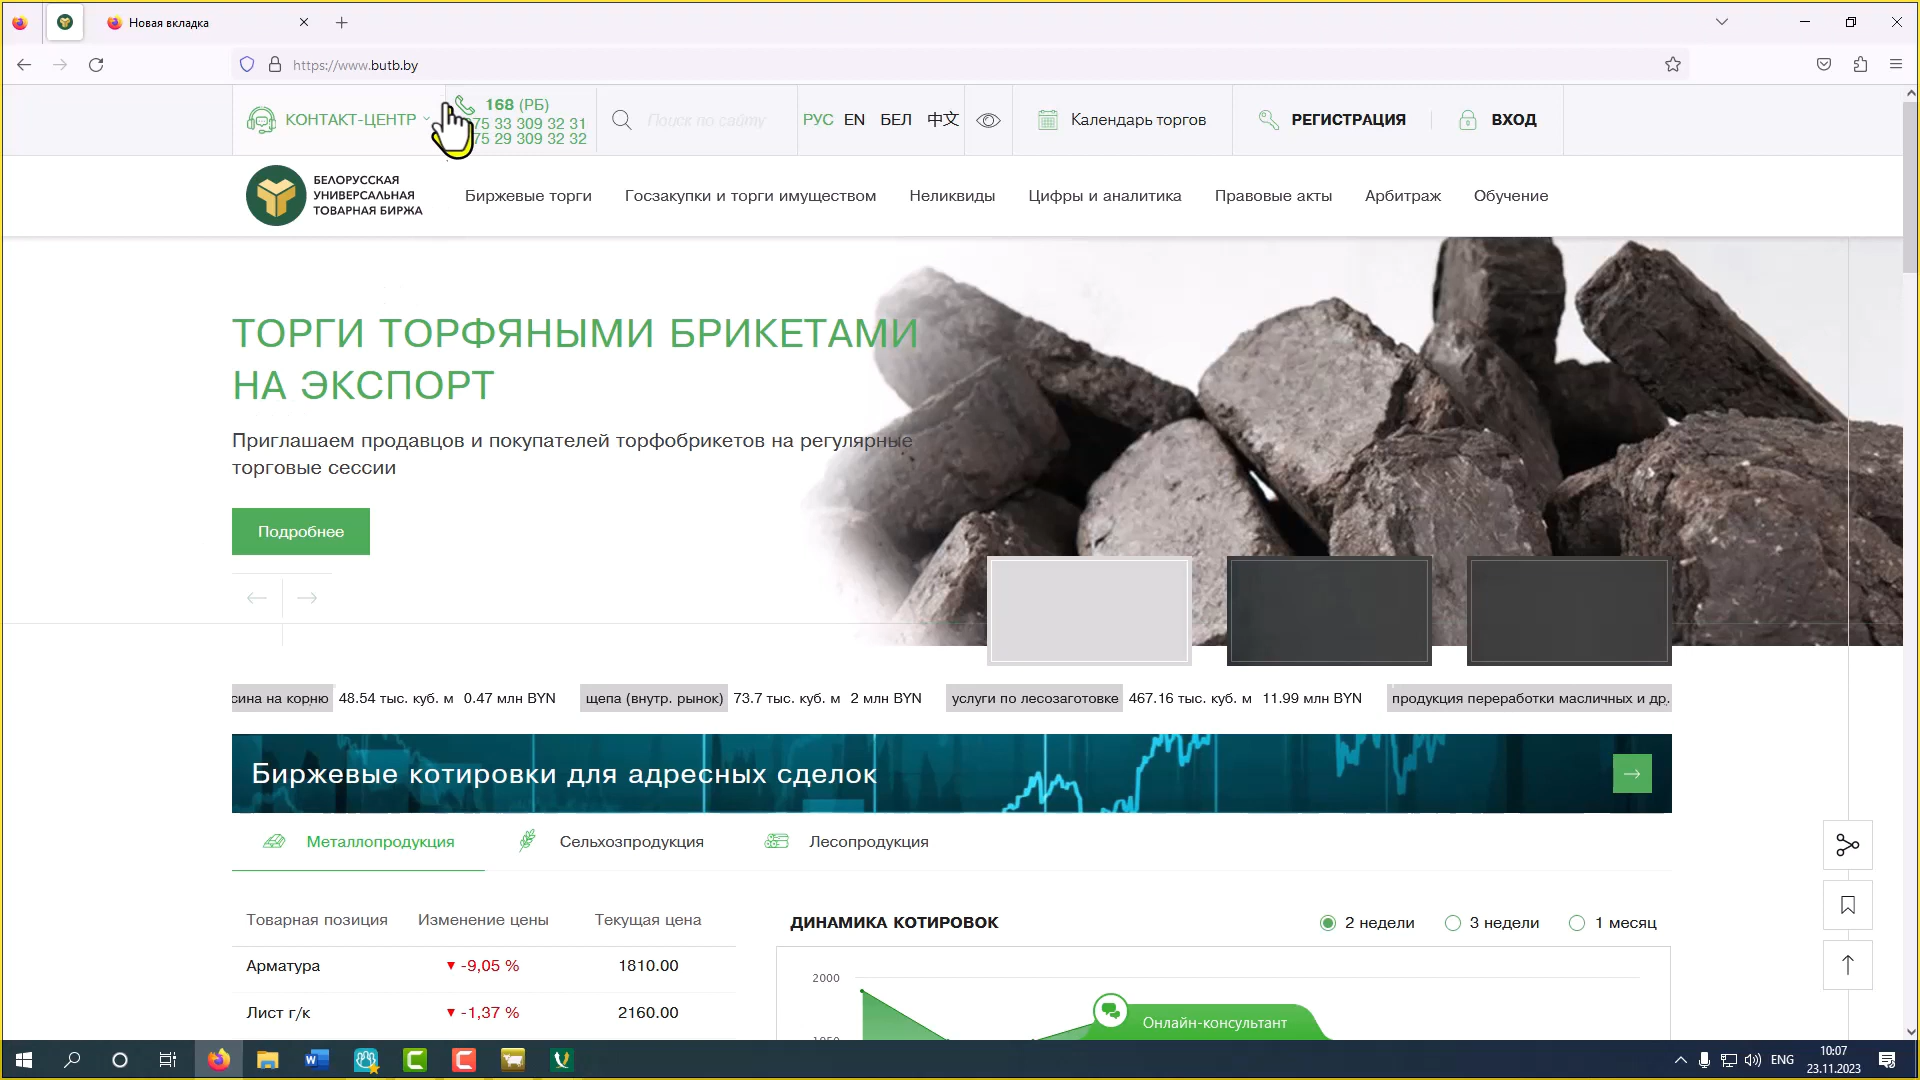 Новая вкладка
https://www.butb.by
КОНТАКТ-ЦЕНТР
168 (РБ)
75 33 309 32 31
75 29 309 32 32
Поиск по сайту
РУС EN БЕЛ 中文
Календарь торгов
РЕГИСТРАЦИЯ
ВХОД
БЕЛОРУССКАЯ
УНИВЕРСАЛЬНАЯ
ТОВАРНАЯ БИРЖА
Биржевые торги Госзакупки и торги имуществом Неликвиды Цифры и аналитика Правовые акты Арбитраж Обучение
ТОРГИ ТОРФЯНЫМИ БРИКЕТАМИ
НА ЭКСПОРТ
Приглашаем продавцов и покупателей торфобрикетов на регулярные
торговые сессии
Подробнее
сина на корню 48.54 тыс. куб. м 0.47 млн BYN щепа (внутр. рынок) 73.7 тыс. куб. м 2 млн BYN услуги по лесозаготовке 467.16 тыс. куб. м 11.99 млн BYN продукция переработки масличных и др.
Биржевые котировки для адресных сделок
Металлопродукция Сельхозпродукция Лесопродукция
Товарная позиция Изменение цены Текущая цена
Арматура -9,05 % 1810.00
Лист г/к -1,37 % 2160.00
ДИНАМИКА КОТИРОВОК
2 недели 3 недели 1 месяц
2000
Онлайн-консультант
ENG
10:07
23.11.2023